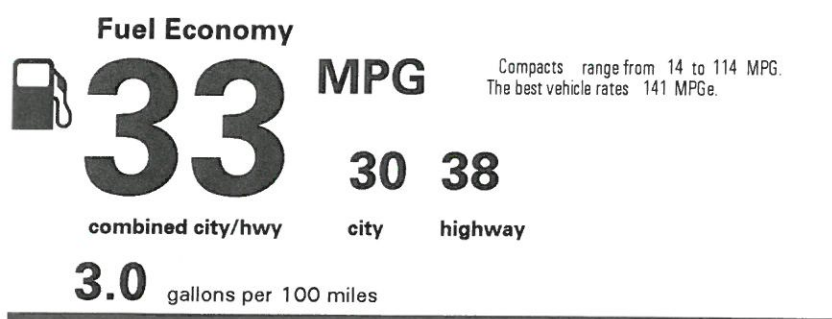 Fuel Economy
33 MPG
Compacts range from 14 to 114 MPG.
The best vehicle rates 141 MPGe.
30 38
combined city/hwy city highway
3.0 gallons per 100 miles